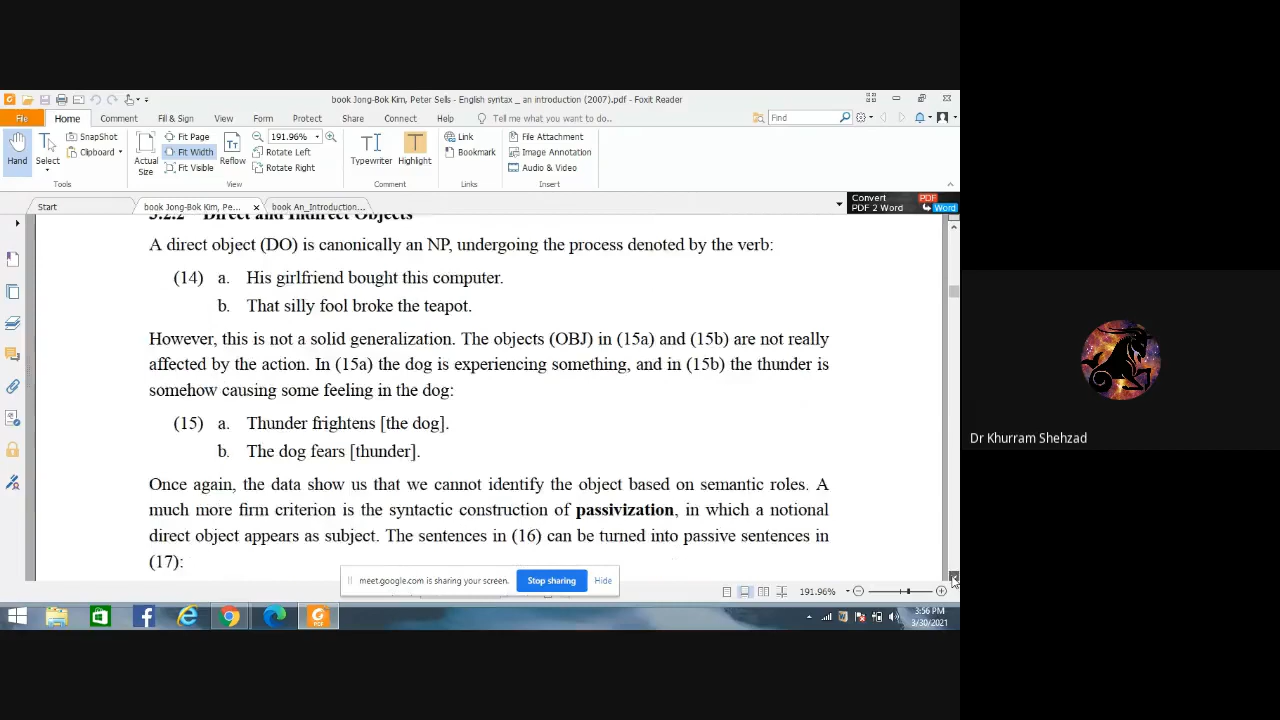 book Jong-Bok Kim, Peter Sells - English syntax _ an introduction (2007).pdf - Foxit Reader
File Home Comment Fill & Sign View Form Protect Share Connect Help Tell me what you want to do.. Find
Hand
Select
SnapShot
Clipboard
Actual Size
Fit Page
Fit Width
Fit Visible
Reflow
191.96%
Rotate Left
Rotate Right
Typewriter
Highlight
Link
Bookmark
File Attachment
Image Annotation
Audio & Video
Tools View Comment Links Insert
Start book Jong-Bok Kim, Pe... book An_Introduction...
Convert PDF
PDF 2 Word Word
3.2.2 Direct and Indirect Objects
A direct object (DO) is canonically an NP, undergoing the process denoted by the verb:
(14) a. His girlfriend bought this computer.
b. That silly fool broke the teapot.
However, this is not a solid generalization. The objects (OBJ) in (15a) and (15b) are not really
affected by the action. In (15a) the dog is experiencing something, and in (15b) the thunder is
somehow causing some feeling in the dog:
(15) a. Thunder frightens [the dog].
b. The dog fears [thunder].
Once again, the data show us that we cannot identify the object based on semantic roles. A
much more firm criterion is the syntactic construction of passivization, in which a notional
direct object appears as subject. The sentences in (16) can be turned into passive sentences in
(17):
meet.google.com is sharing your screen. Stop sharing Hide
191.96%
3:56 PM
3/30/2021
Dr Khurram Shehzad